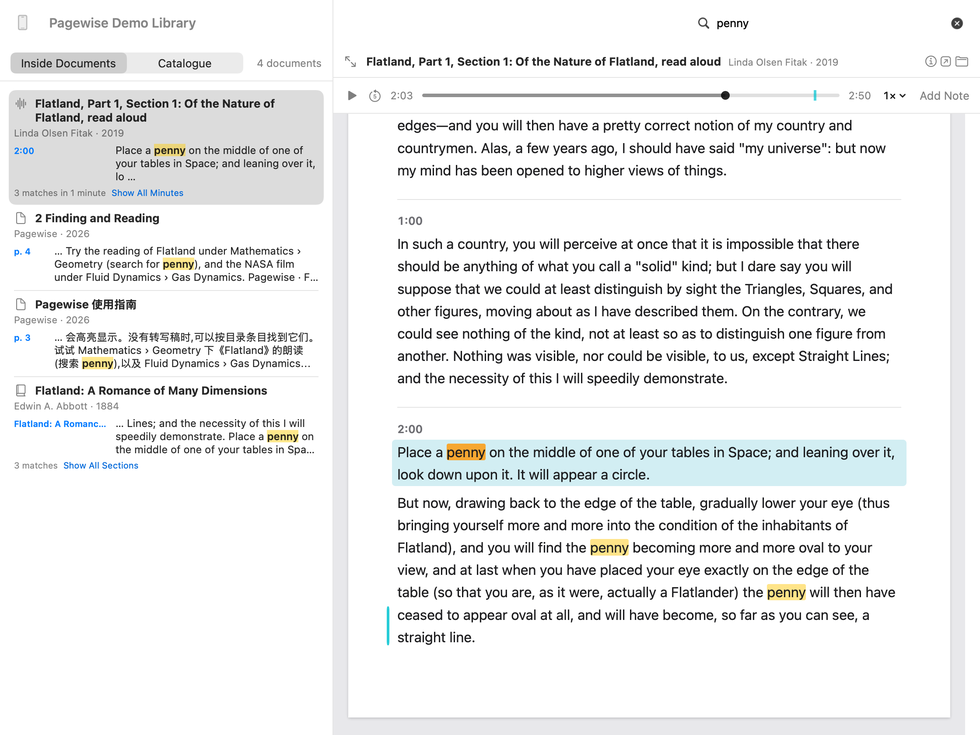 Pagewise Demo Library
penny
Inside Documents
Catalogue
4 documents
Flatland, Part 1, Section 1: Of the Nature of
Flatland, read aloud
Linda Olsen Fitak · 2019
2:00
Place a penny on the middle of one of
your tables in Space; and leaning over it,
lo ...
3 matches in 1 minute Show All Minutes
2 Finding and Reading
Pagewise · 2026
p. 4
... Try the reading of Flatland under Mathematics ›
Geometry (search for penny), and the NASA film
under Fluid Dynamics › Gas Dynamics. Pagewise · F...
Pagewise 使用指南
Pagewise · 2026
p. 3
... 会高亮显示。没有转写稿时,可以按目录条目找到它们。
试试 Mathematics › Geometry 下《Flatland》的朗读
(搜索 penny),以及 Fluid Dynamics › Gas Dynamics...
Flatland: A Romance of Many Dimensions
Edwin A. Abbott · 1884
Flatland: A Romanc...
... Lines; and the necessity of this I will
speedily demonstrate. Place a penny on
the middle of one of your tables in Spa...
3 matches Show All Sections
Flatland, Part 1, Section 1: Of the Nature of Flatland, read aloud Linda Olsen Fitak · 2019
5
2:03
2:50
1×
Add Note
edges—and you will then have a pretty correct notion of my country and
countrymen. Alas, a few years ago, I should have said "my universe": but now
my mind has been opened to higher views of things.
1:00
In such a country, you will perceive at once that it is impossible that there
should be anything of what you call a "solid" kind; but I dare say you will
suppose that we could at least distinguish by sight the Triangles, Squares, and
other figures, moving about as I have described them. On the contrary, we
could see nothing of the kind, not at least so as to distinguish one figure from
another. Nothing was visible, nor could be visible, to us, except Straight Lines;
and the necessity of this I will speedily demonstrate.
2:00
Place a penny on the middle of one of your tables in Space; and leaning over it,
look down upon it. It will appear a circle.
But now, drawing back to the edge of the table, gradually lower your eye (thus
bringing yourself more and more into the condition of the inhabitants of
Flatland), and you will find the penny becoming more and more oval to your
view, and at last when you have placed your eye exactly on the edge of the
table (so that you are, as it were, actually a Flatlander) the penny will then have
ceased to appear oval at all, and will have become, so far as you can see, a
straight line.